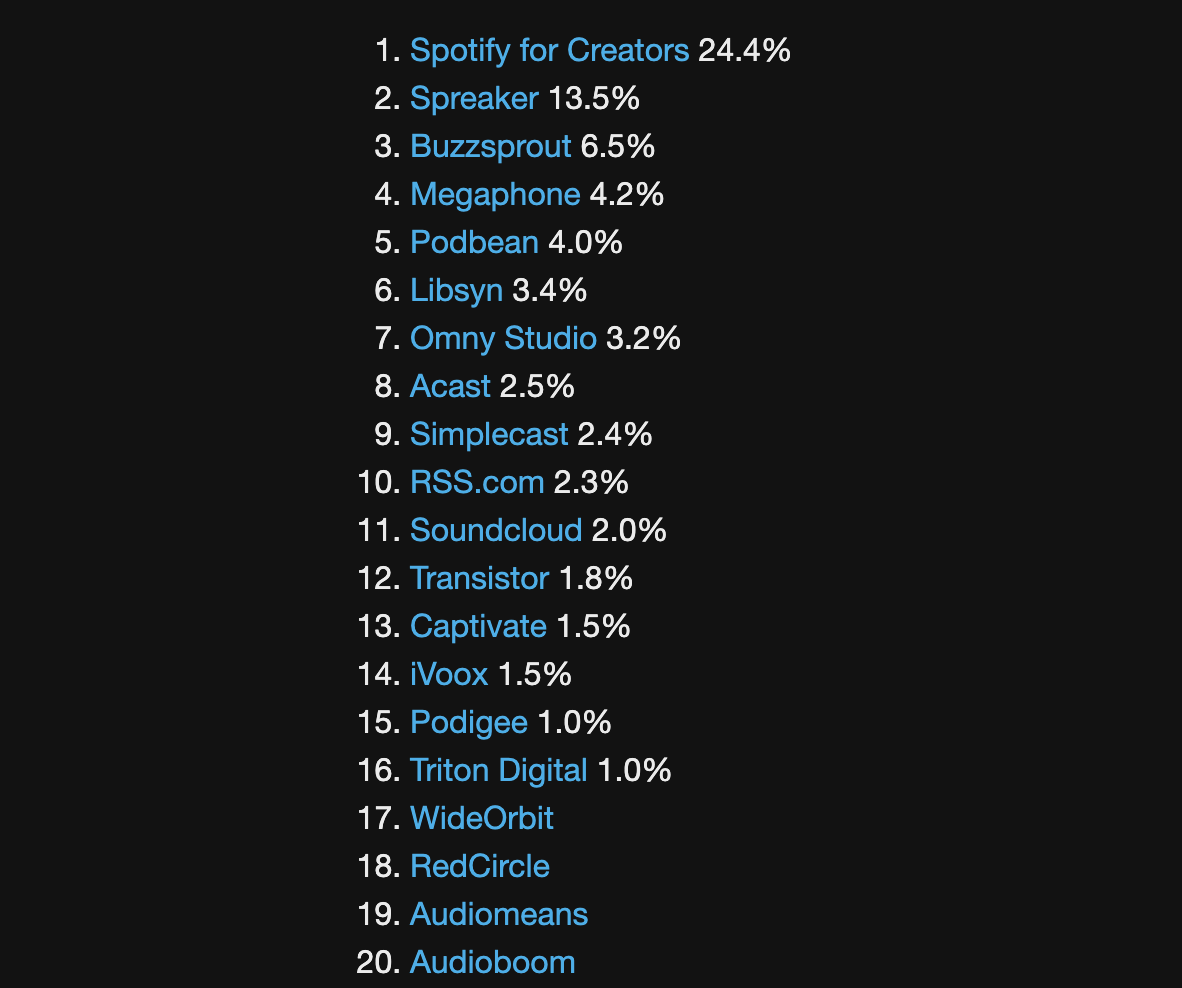 1. Spotify for Creators 24.4%
2. Spreaker 13.5%
3. Buzzsprout 6.5%
4. Megaphone 4.2%
5. Podbean 4.0%
6. Libsyn 3.4%
7. Omny Studio 3.2%
8. Acast 2.5%
9. Simplecast 2.4%
10. RSS.com 2.3%
11. Soundcloud 2.0%
12. Transistor 1.8%
13. Captivate 1.5%
14. iVoox 1.5%
15. Podigee 1.0%
16. Triton Digital 1.0%
17. WideOrbit
18. RedCircle
19. Audiomeans
20. Audioboom